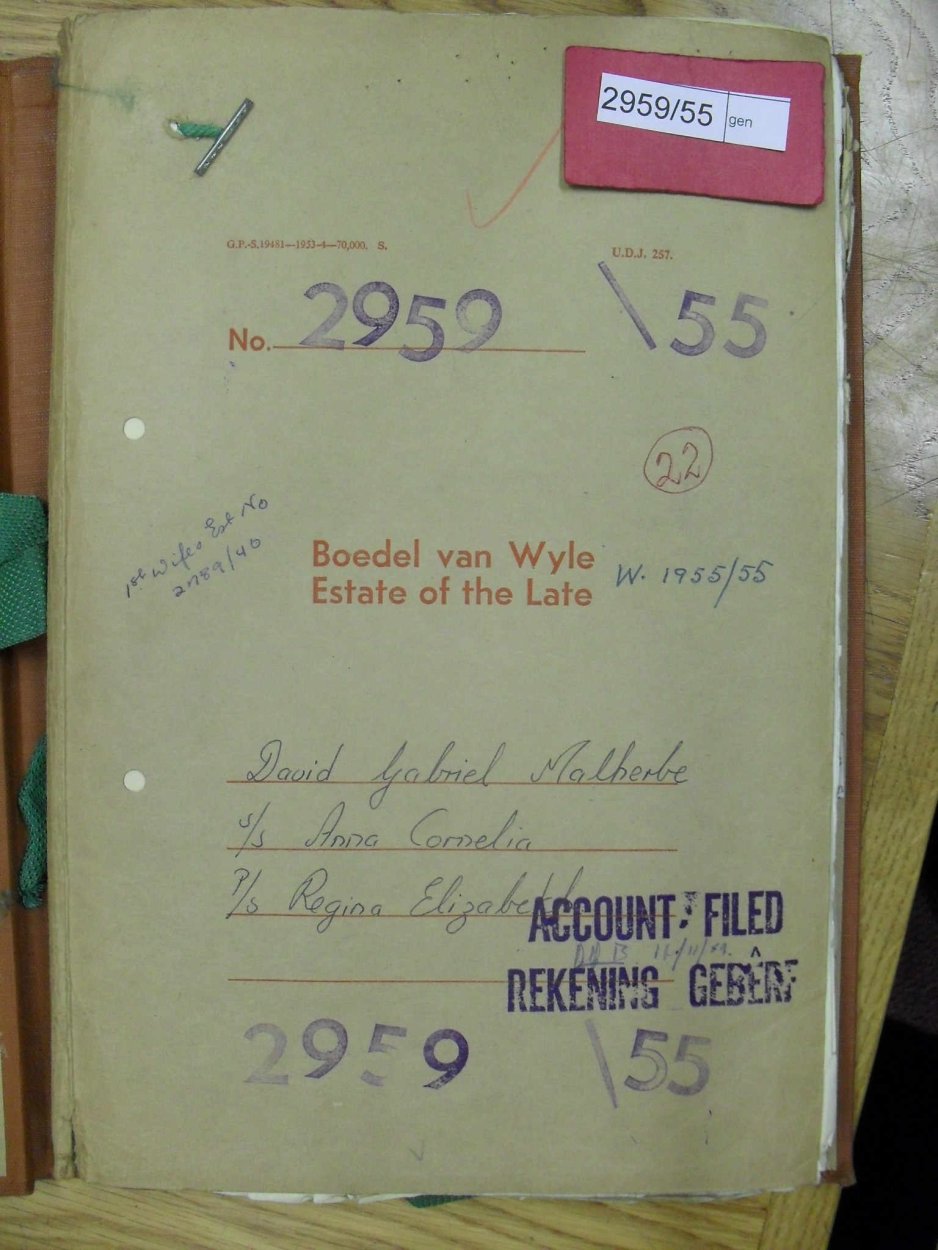 2959/55 gen
G.P.-S.19481—1953-4—70,000. S. U.D.J. 257.
No. 2959 \55
22
1st Wifes Est No
2789/40
Boedel van Wyle
Estate of the Late
W. 1955/55
David Gabriel Malherbe
s/s Anna Cornelia
P/s Regina Elizabeth
ACCOUNT FILED
REKENING GEBÊRE
2959 \55